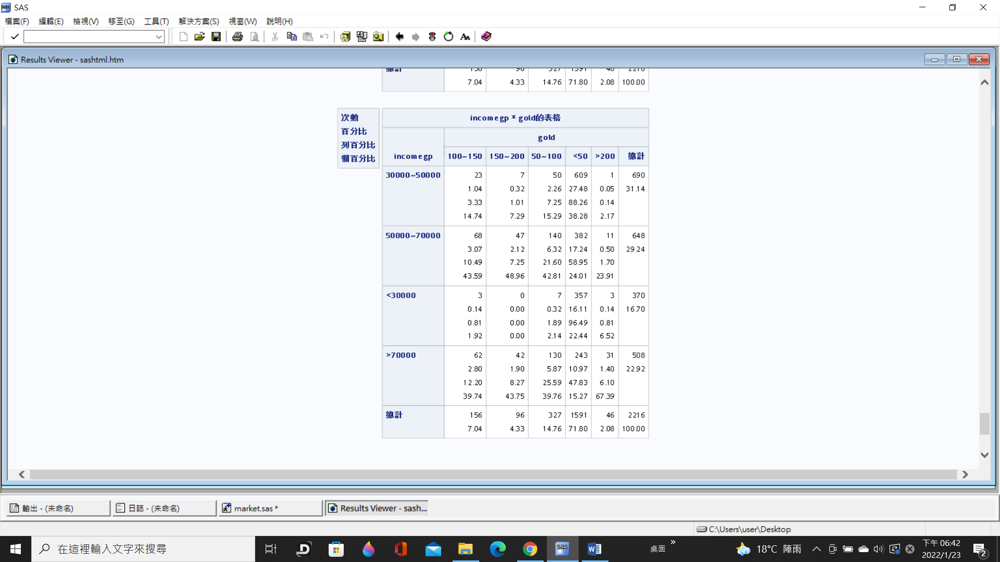 SAS
檔案(F) 編輯(E) 檢視(V) 移至(G) 工具(T) 解決方案(S) 視窗(W) 說明(H)
Results Viewer - sashtml.htm
總計 156 96 327 1591 46 2216
7.04 4.33 14.76 71.80 2.08 100.00
次數
百分比
列百分比
欄百分比
incomegp * gold的表格
gold
incomegp 100~150 150~200 50~100 <50 >200 總計
30000~50000 23 7 50 609 1 690
1.04 0.32 2.26 27.48 0.05 31.14
3.33 1.01 7.25 88.26 0.14
14.74 7.29 15.29 38.28 2.17
50000~70000 68 47 140 382 11 648
3.07 2.12 6.32 17.24 0.50 29.24
10.49 7.25 21.60 58.95 1.70
43.59 48.96 42.81 24.01 23.91
<30000 3 0 7 357 3 370
0.14 0.00 0.32 16.11 0.14 16.70
0.81 0.00 1.89 96.49 0.81
1.92 0.00 2.14 22.44 6.52
>70000 62 42 130 243 31 508
2.80 1.90 5.87 10.97 1.40 22.92
12.20 8.27 25.59 47.83 6.10
39.74 43.75 39.76 15.27 67.39
總計 156 96 327 1591 46 2216
7.04 4.33 14.76 71.80 2.08 100.00
輸出 - (未命名) 日誌 - (未命名) market.sas * Results Viewer - sash...
C:\Users\user\Desktop
在這裡輸入文字來搜尋 桌面 18°C 陣雨 下午 06:42
2022/1/23
2